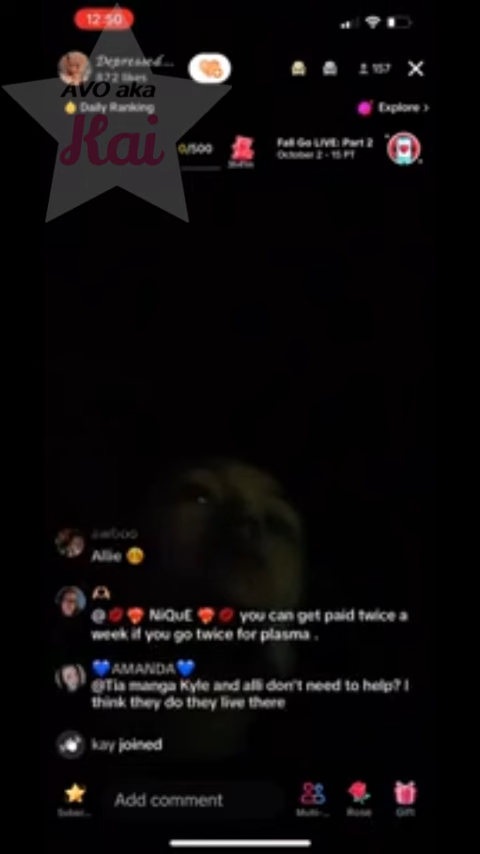 12:50
Depressed...
872 likes
157
AVO aka
Kai
Daily Ranking
Explore >
0/500
Fall Go LIVE: Part 2
October 2 - 15 PT
Allie 🥲
@💋❤️‍🔥 NiQuE ❤️‍🔥💋 you can get paid twice a
week if you go twice for plasma .
💙AMANDA💙
@Tia manga Kyle and alli don't need to help? I
think they do they live there
kay joined
Add comment
Multi-...
Rose
Gift